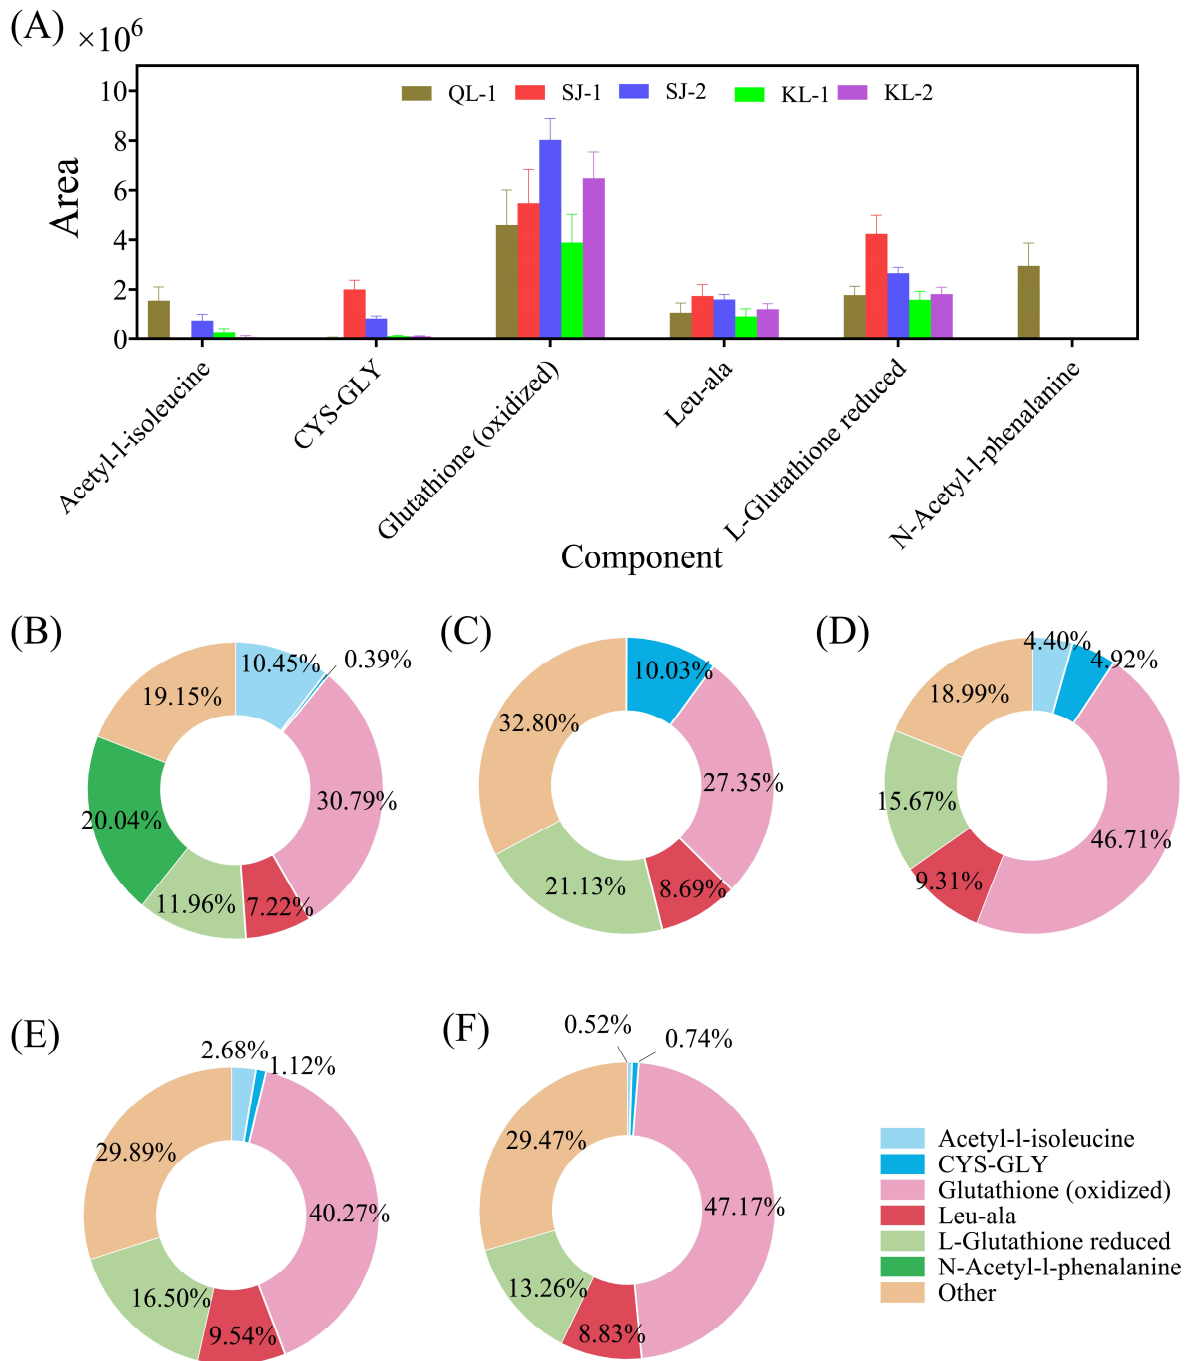 (A)
×10⁶
Area
10
8
6
4
2
0
QL-1 SJ-1 SJ-2 KL-1 KL-2
Acetyl-l-isoleucine
CYS-GLY
Glutathione (oxidized)
Leu-ala
L-Glutathione reduced
N-Acetyl-l-phenalanine
Component
(B)
10.45%
0.39%
30.79%
7.22%
11.96%
20.04%
19.15%
(C)
10.03%
27.35%
8.69%
21.13%
32.80%
(D)
4.40%
4.92%
46.71%
9.31%
15.67%
18.99%
(E)
2.68%
1.12%
40.27%
9.54%
16.50%
29.89%
(F)
0.52%
0.74%
47.17%
8.83%
13.26%
29.47%
Acetyl-l-isoleucine
CYS-GLY
Glutathione (oxidized)
Leu-ala
L-Glutathione reduced
N-Acetyl-l-phenalanine
Other